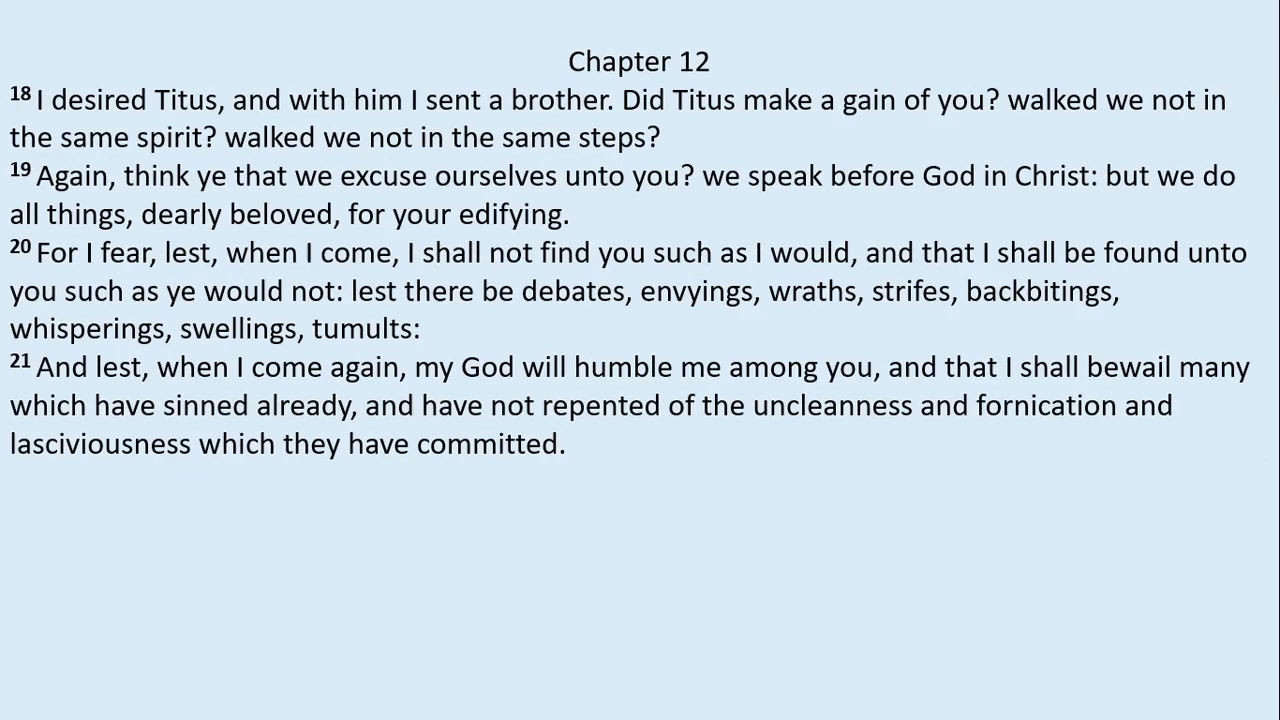 Chapter 12
18 I desired Titus, and with him I sent a brother. Did Titus make a gain of you? walked we not in
the same spirit? walked we not in the same steps?
19 Again, think ye that we excuse ourselves unto you? we speak before God in Christ: but we do
all things, dearly beloved, for your edifying.
20 For I fear, lest, when I come, I shall not find you such as I would, and that I shall be found unto
you such as ye would not: lest there be debates, envyings, wraths, strifes, backbitings,
whisperings, swellings, tumults:
21 And lest, when I come again, my God will humble me among you, and that I shall bewail many
which have sinned already, and have not repented of the uncleanness and fornication and
lasciviousness which they have committed.